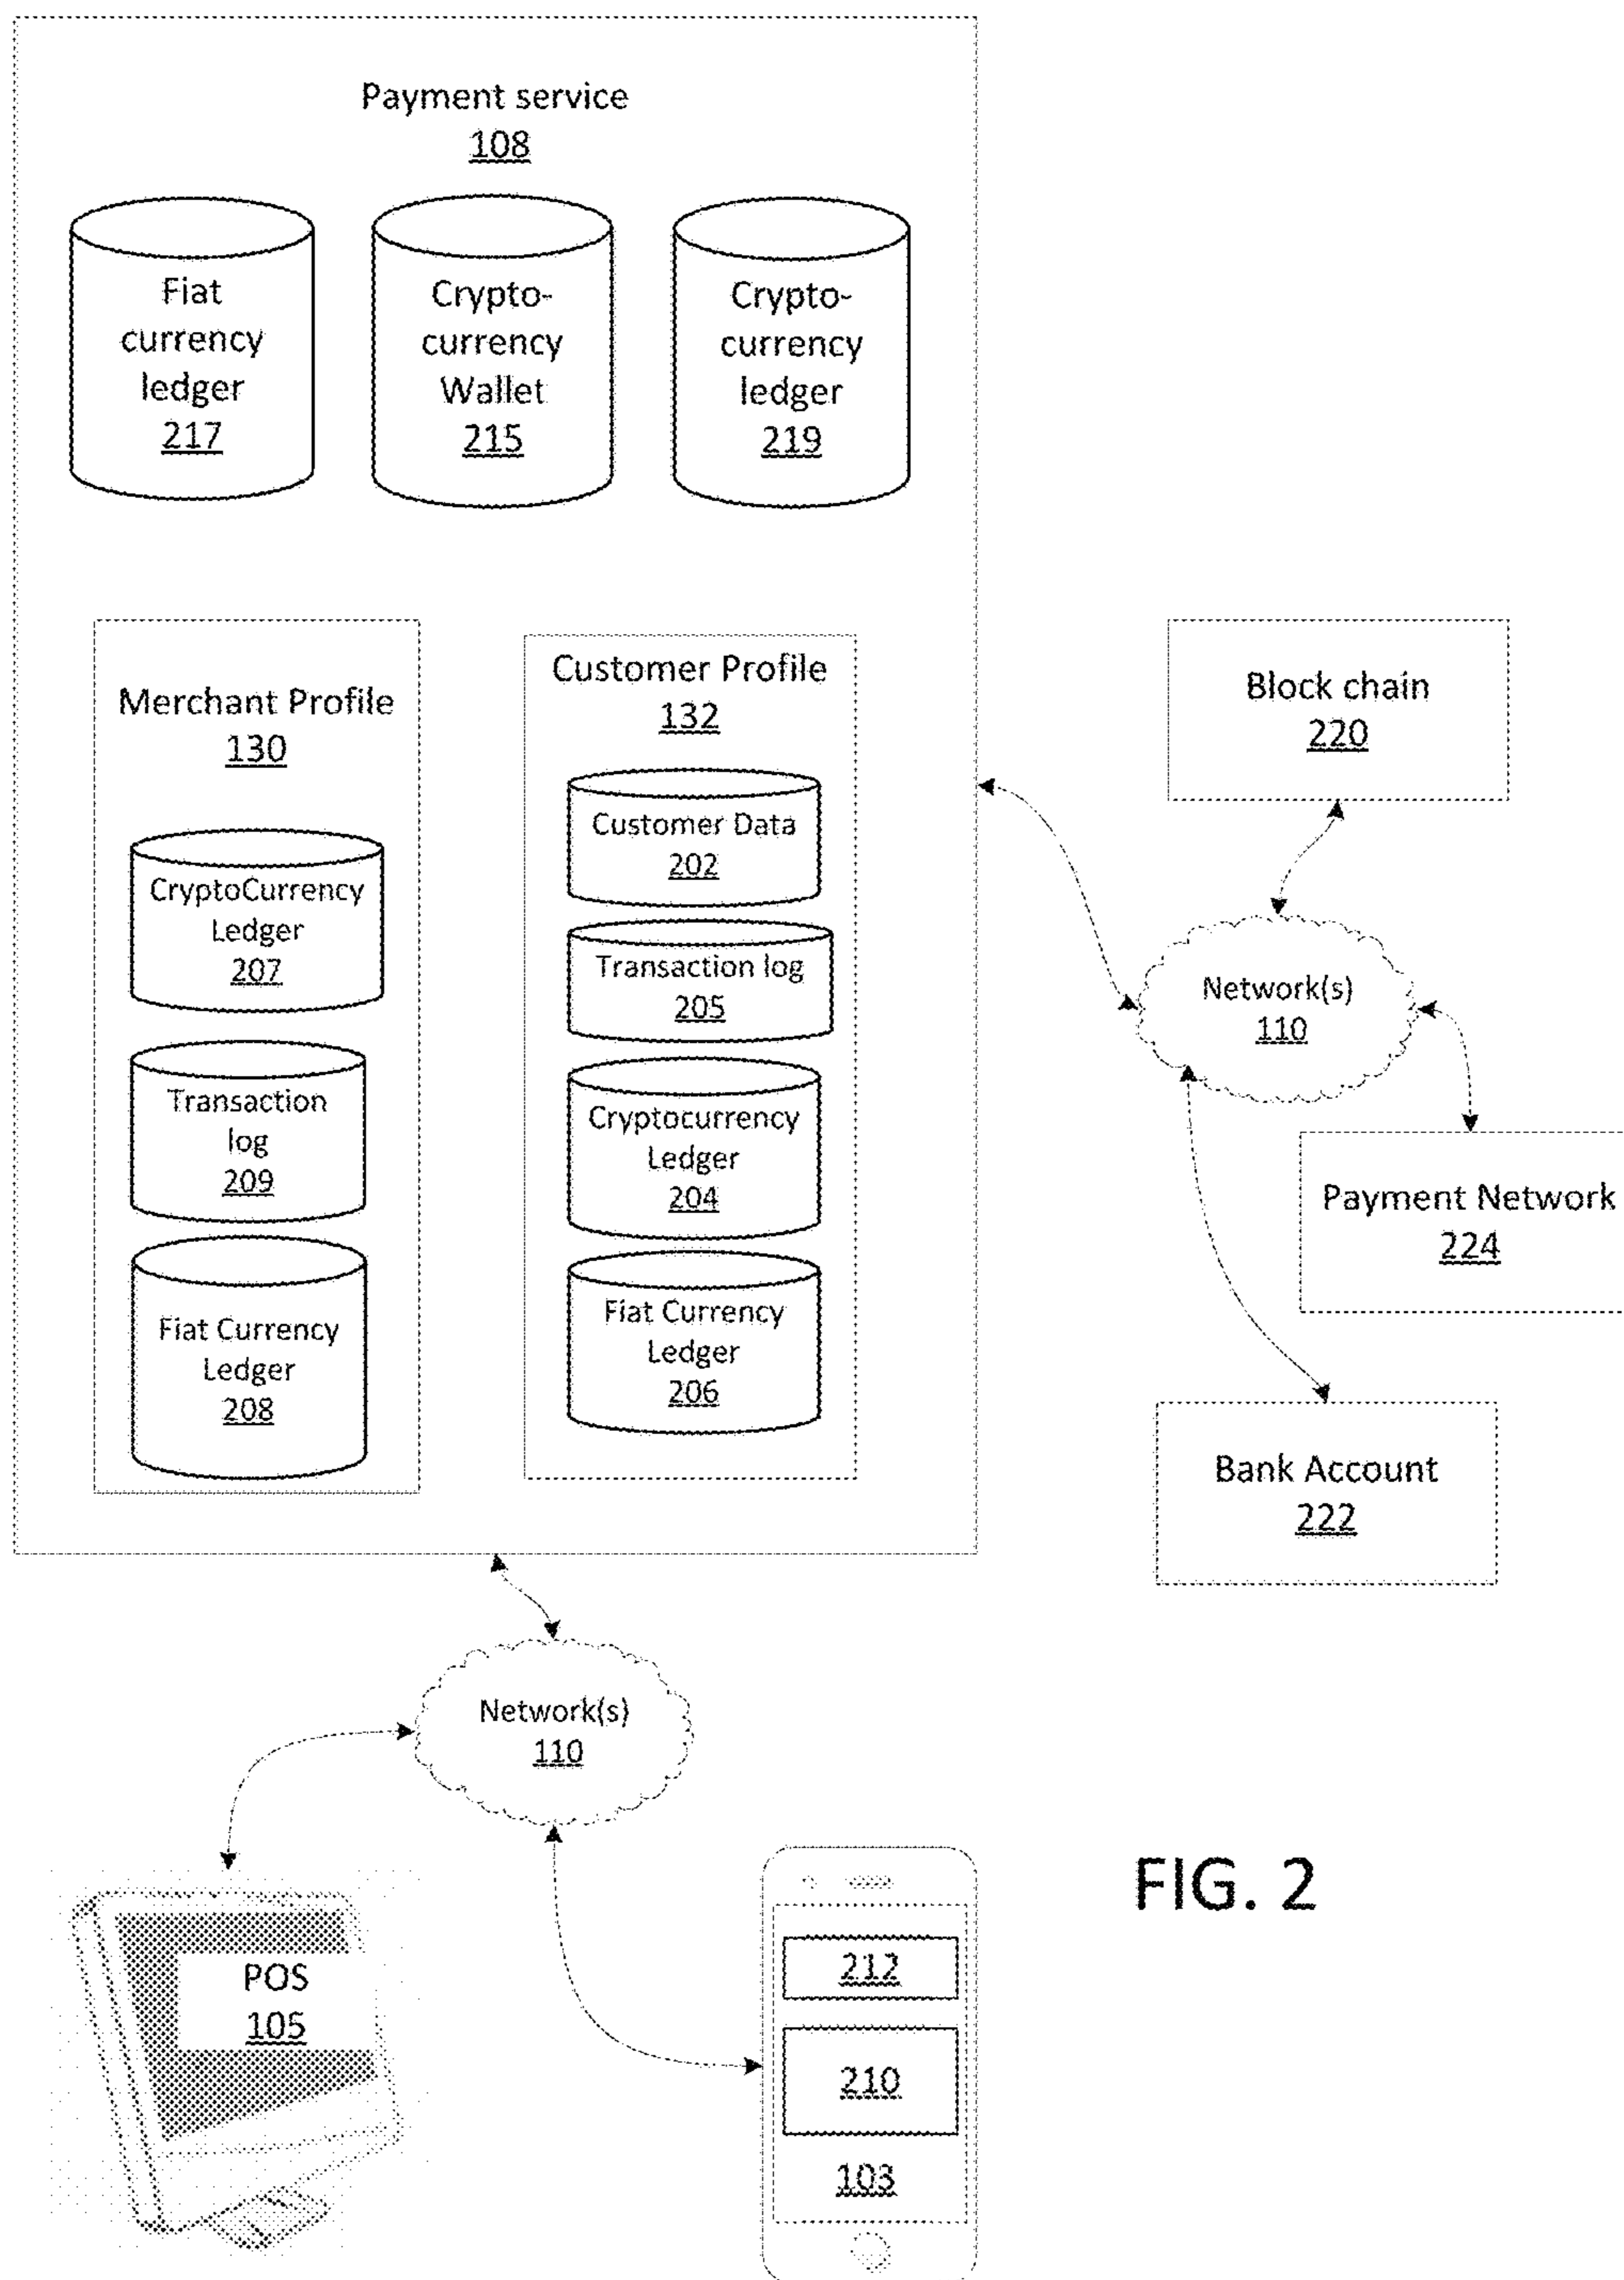 Payment service
108
Fiat
currency
ledger
217
Crypto-
currency
Wallet
215
Crypto-
currency
ledger
219
Merchant Profile
130
CryptoCurrency
Ledger
207
Transaction
log
209
Fiat Currency
Ledger
208
Customer Profile
132
Customer Data
202
Transaction log
205
Cryptocurrency
Ledger
204
Fiat Currency
Ledger
206
Block chain
220
Network(s)
110
Payment Network
224
Bank Account
222
Network(s)
110
POS
105
212
210
103
FIG. 2